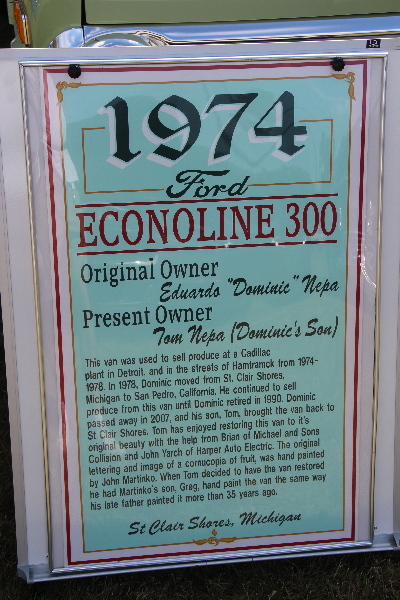 1974
Ford
ECONOLINE 300
Original Owner
Eduardo "Dominic" Nepa
Present Owner
Tom Nepa (Dominic's Son)
This van was used to sell produce at a Cadillac
plant in Detroit, and in the streets of Hamtramck from 1974-
1978. In 1978, Dominic moved from St. Clair Shores,
Michigan to San Pedro, California. He continued to sell
produce from this van until Dominic retired in 1990. Dominic
passed away in 2007, and his son, Tom, brought the van back to
St Clair Shores. Tom has enjoyed restoring this van to it's
original beauty with the help from Brian of Michael and Sons
Collision and John Yarch of Harper Auto Electric. The original
lettering and image of a cornucopia of fruit, was hand painted
by John Martinko. When Tom decided to have the van restored
he had Martinko's son, Greg, hand paint the van the same way
his late father painted it more than 35 years ago.
St Clair Shores, Michigan